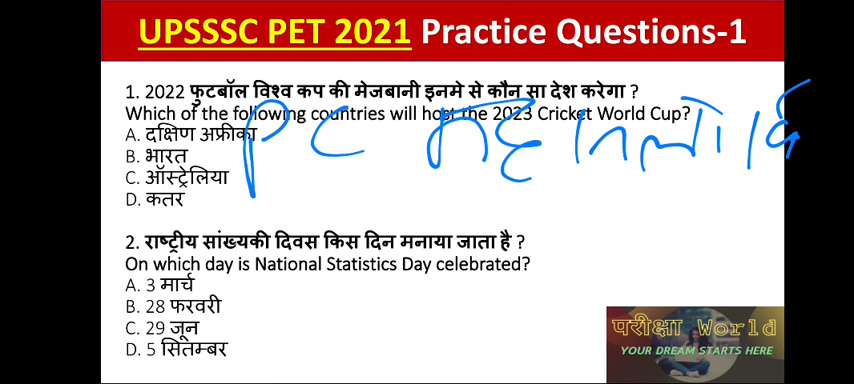 UPSSSC PET 2021 Practice Questions-1
1. 2022 फुटबॉल विश्व कप की मेजबानी इनमे से कौन सा देश करेगा ?
Which of the following countries will host the 2023 Cricket World Cup?
A. दक्षिण अफ्रीका
B. भारत
C. ऑस्ट्रेलिया
D. कतर
2. राष्ट्रीय सांख्यकी दिवस किस दिन मनाया जाता है ?
On which day is National Statistics Day celebrated?
A. 3 मार्च
B. 28 फरवरी
C. 29 जून
D. 5 सितम्बर
परीक्षा World
YOUR DREAM STARTS HERE
PC